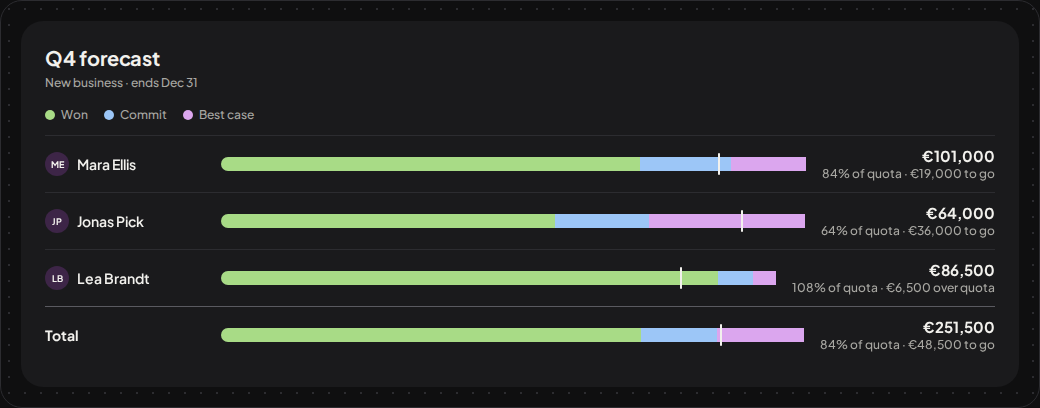 Q4 forecast
New business · ends Dec 31
Won
Commit
Best case
ME
Mara Ellis
€101,000
84% of quota · €19,000 to go
JP
Jonas Pick
€64,000
64% of quota · €36,000 to go
LB
Lea Brandt
€86,500
108% of quota · €6,500 over quota
Total
€251,500
84% of quota · €48,500 to go